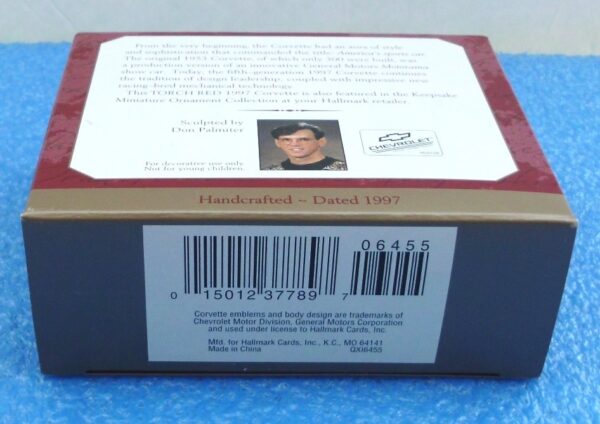 From the very beginning, the Corvette had an aura of style
and sophistication that commanded the title: America's sports car.
The original 1953 Corvette, of which only 300 were built, was
a production version of an innovative General Motors Motorama
show car. Today, the fifth-generation 1997 Corvette continues
the tradition of design leadership, coupled with impressive new
racing-bred mechanical technology.
This TORCH RED 1997 Corvette is also featured in the Keepsake
Miniature Ornament Collection at your Hallmark retailer.
Sculpted by
Don Palmiter
CHEVROLET
For decorative use only.
Not for young children.
Handcrafted ~ Dated 1997
06455
0 15012 37789 7
Corvette emblems and body design are trademarks of
Chevrolet Motor Division, General Motors Corporation
and used under license to Hallmark Cards, Inc.
Mfd. for Hallmark Cards, Inc., K.C., MO 64141
Made in China QXI6455